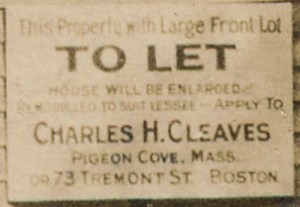 This Property with Large Front Lot
TO LET
HOUSE WILL BE ENLARGED or
REMODELLED TO SUIT LESSEE — APPLY TO
CHARLES H. CLEAVES
PIGEON COVE, MASS.
OR 73 TREMONT ST. BOSTON